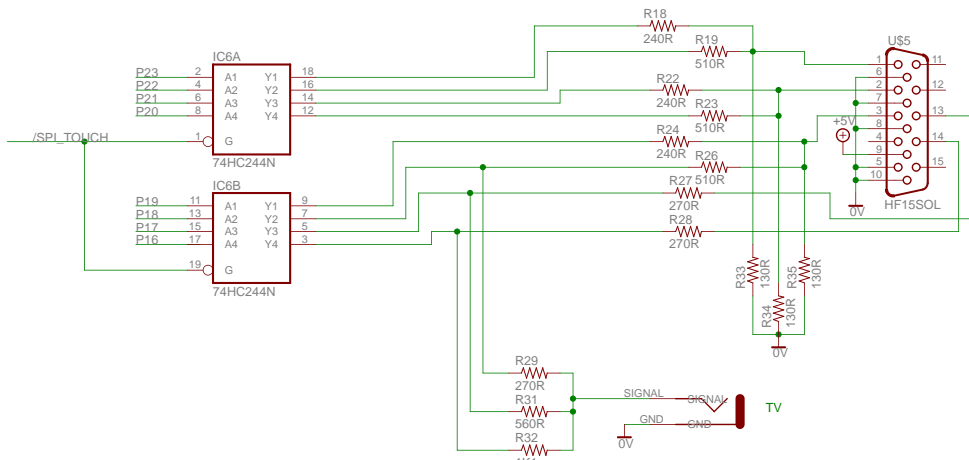 R18
240R
R19
510R
U$5
IC6A
P23 2 A1 Y1 18
P22 4 A2 Y2 16
P21 6 A3 Y3 14
P20 8 A4 Y4 12
/SPI_TOUCH 1 G
74HC244N
R22
240R
R23
510R
R24
240R
R26
510R
R27
270R
R28
270R
1 11
6
2 12
7
3 13
+5V
8
4 14
9
5 15
10
HF15SOL
0V
IC6B
P19 11 A1 Y1 9
P18 13 A2 Y2 7
P17 15 A3 Y3 5
P16 17 A4 Y4 3
19 G
74HC244N
R33
130R
R34
130R
R35
130R
0V
R29
270R
R31
560R
R32
SIGNAL SIGNAL
TV
GND GND
0V